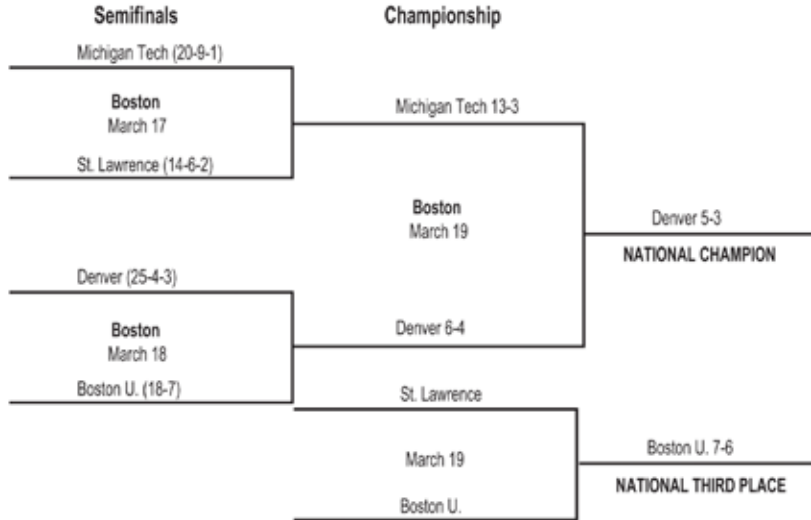 Semifinals
Championship
Michigan Tech (20-9-1)
Boston
March 17
St. Lawrence (14-6-2)
Michigan Tech 13-3
Boston
March 19
Denver 5-3
NATIONAL CHAMPION
Denver (25-4-3)
Boston
March 18
Boston U. (18-7)
Denver 6-4
St. Lawrence
March 19
Boston U.
Boston U. 7-6
NATIONAL THIRD PLACE